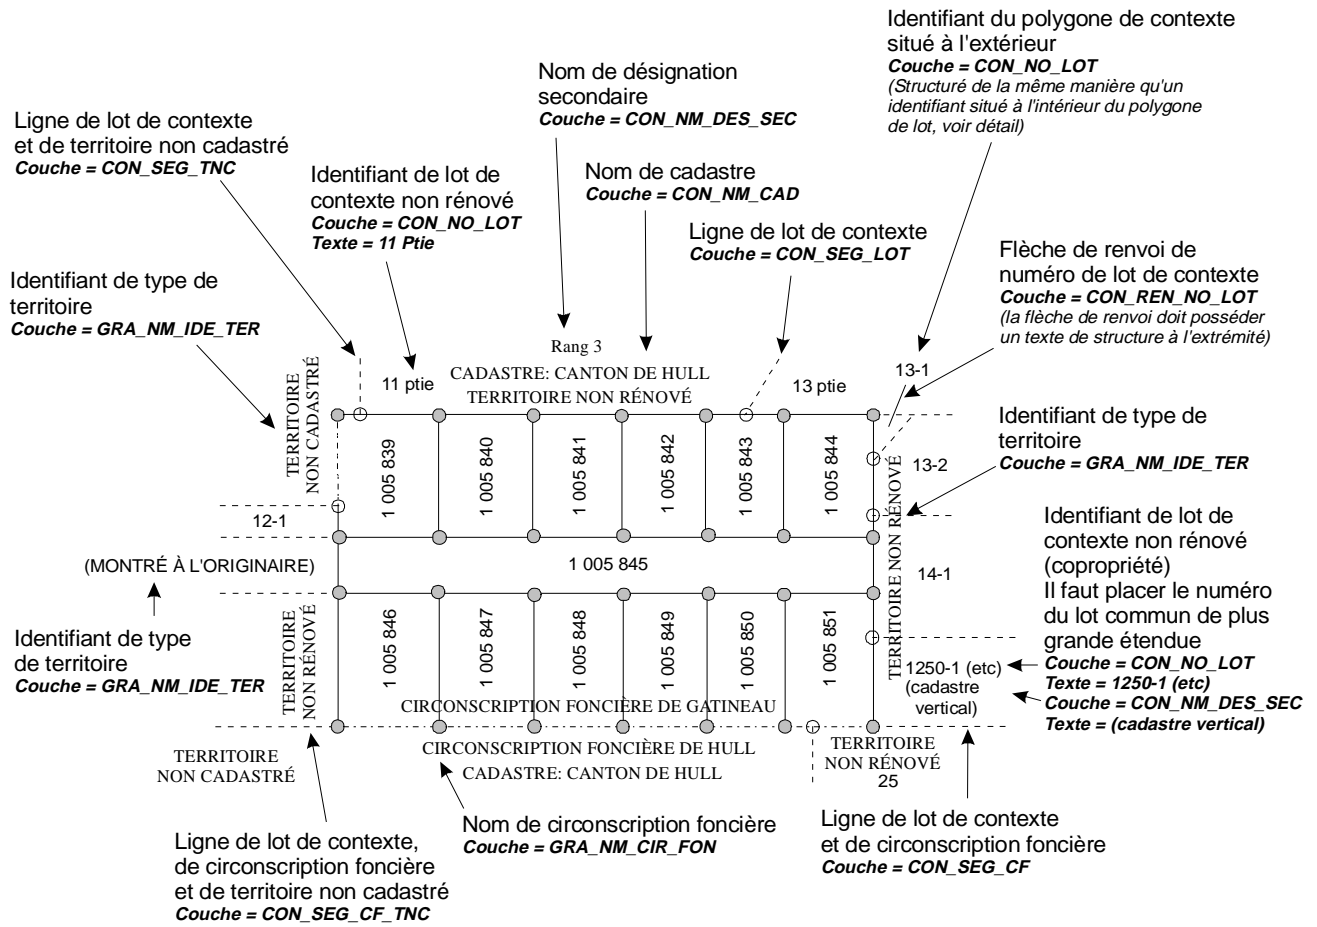 Identifiant du polygone de contexte
situé à l'extérieur
Couche = CON_NO_LOT
(Structuré de la même manière qu'un
identifiant situé à l'intérieur du polygone
de lot, voir détail)
Nom de désignation
secondaire
Couche = CON_NM_DES_SEC
Ligne de lot de contexte
et de territoire non cadastré
Couche = CON_SEG_TNC
Identifiant de lot de
contexte non rénové
Couche = CON_NO_LOT
Texte = 11 Ptie
Nom de cadastre
Couche = CON_NM_CAD
Ligne de lot de contexte
Couche = CON_SEG_LOT
Flèche de renvoi de
numéro de lot de contexte
Couche = CON_REN_NO_LOT
(la flèche de renvoi doit posséder
un texte de structure à l'extrémité)
Identifiant de type de
territoire
Couche = GRA_NM_IDE_TER
Rang 3
CADASTRE: CANTON DE HULL
TERRITOIRE NON RÉNOVÉ
11 ptie
13 ptie
13-1
TERRITOIRE
NON CADASTRÉ
1 005 839
1 005 840
1 005 841
1 005 842
1 005 843
1 005 844
13-2
Identifiant de type de
territoire
Couche = GRA_NM_IDE_TER
12-1
TERRITOIRE NON RÉNOVÉ
(MONTRÉ À L'ORIGINAIRE)
1 005 845
14-1
Identifiant de lot de
contexte non rénové
(copropriété)
Il faut placer le numéro
du lot commun de plus
grande étendue
Couche = CON_NO_LOT
Texte = 1250-1 (etc)
Couche = CON_NM_DES_SEC
Texte = (cadastre vertical)
Identifiant de type
de territoire
Couche = GRA_NM_IDE_TER
TERRITOIRE
NON RÉNOVÉ
1 005 846
1 005 847
1 005 848
1 005 849
1 005 850
1 005 851
1250-1 (etc)
(cadastre
vertical)
CIRCONSCRIPTION FONCIÈRE DE GATINEAU
CIRCONSCRIPTION FONCIÈRE DE HULL
CADASTRE: CANTON DE HULL
TERRITOIRE
NON CADASTRÉ
TERRITOIRE
NON RÉNOVÉ
25
Ligne de lot de contexte,
de circonscription foncière
et de territoire non cadastré
Couche = CON_SEG_CF_TNC
Nom de circonscription foncière
Couche = GRA_NM_CIR_FON
Ligne de lot de contexte
et de circonscription foncière
Couche = CON_SEG_CF